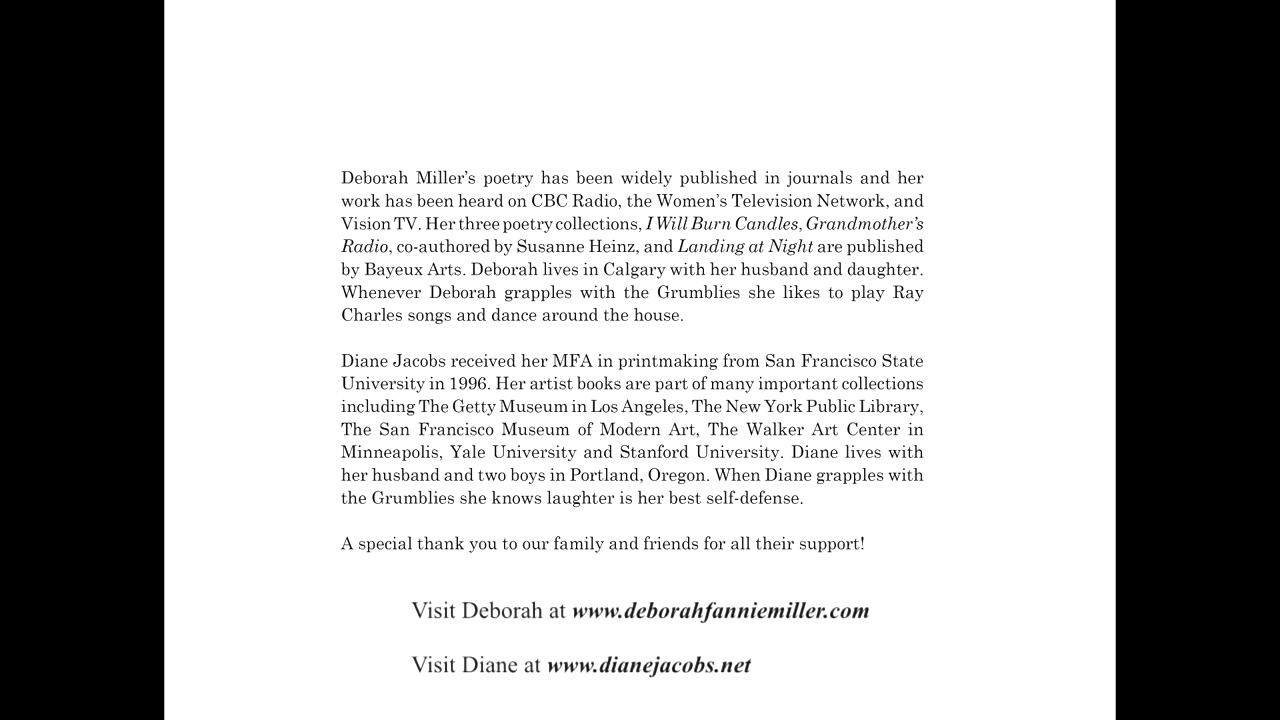 Deborah Miller's poetry has been widely published in journals and her
work has been heard on CBC Radio, the Women's Television Network, and
Vision TV. Her three poetry collections, I Will Burn Candles, Grandmother's
Radio, co-authored by Susanne Heinz, and Landing at Night are published
by Bayeux Arts. Deborah lives in Calgary with her husband and daughter.
Whenever Deborah grapples with the Grumblies she likes to play Ray
Charles songs and dance around the house.
Diane Jacobs received her MFA in printmaking from San Francisco State
University in 1996. Her artist books are part of many important collections
including The Getty Museum in Los Angeles, The New York Public Library,
The San Francisco Museum of Modern Art, The Walker Art Center in
Minneapolis, Yale University and Stanford University. Diane lives with
her husband and two boys in Portland, Oregon. When Diane grapples with
the Grumblies she knows laughter is her best self-defense.
A special thank you to our family and friends for all their support!
Visit Deborah at www.deborahfanniemiller.com
Visit Diane at www.dianejacobs.net